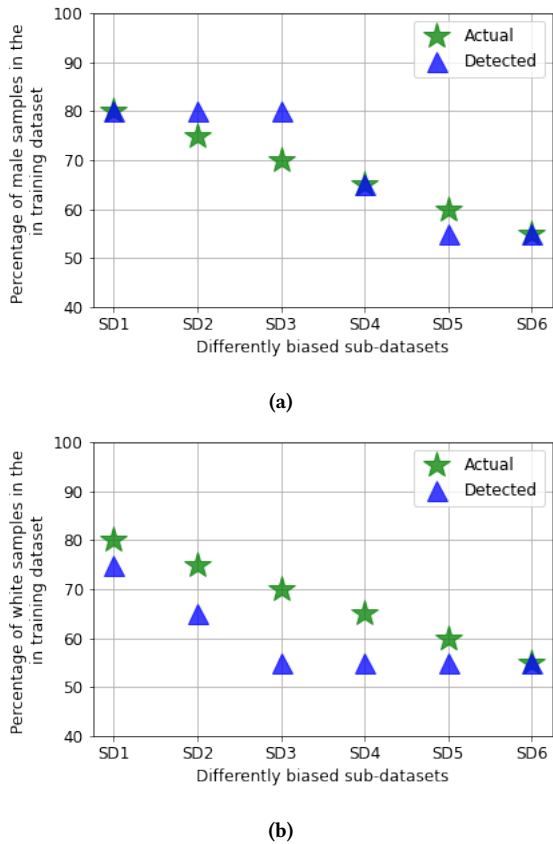 Percentage of male samples in the
in training dataset
100
90
80
70
60
50
40
Actual
Detected
SD1 SD2 SD3 SD4 SD5 SD6
Differently biased sub-datasets
(a)
Percentage of white samples in the
in training dataset
100
90
80
70
60
50
40
Actual
Detected
SD1 SD2 SD3 SD4 SD5 SD6
Differently biased sub-datasets
(b)